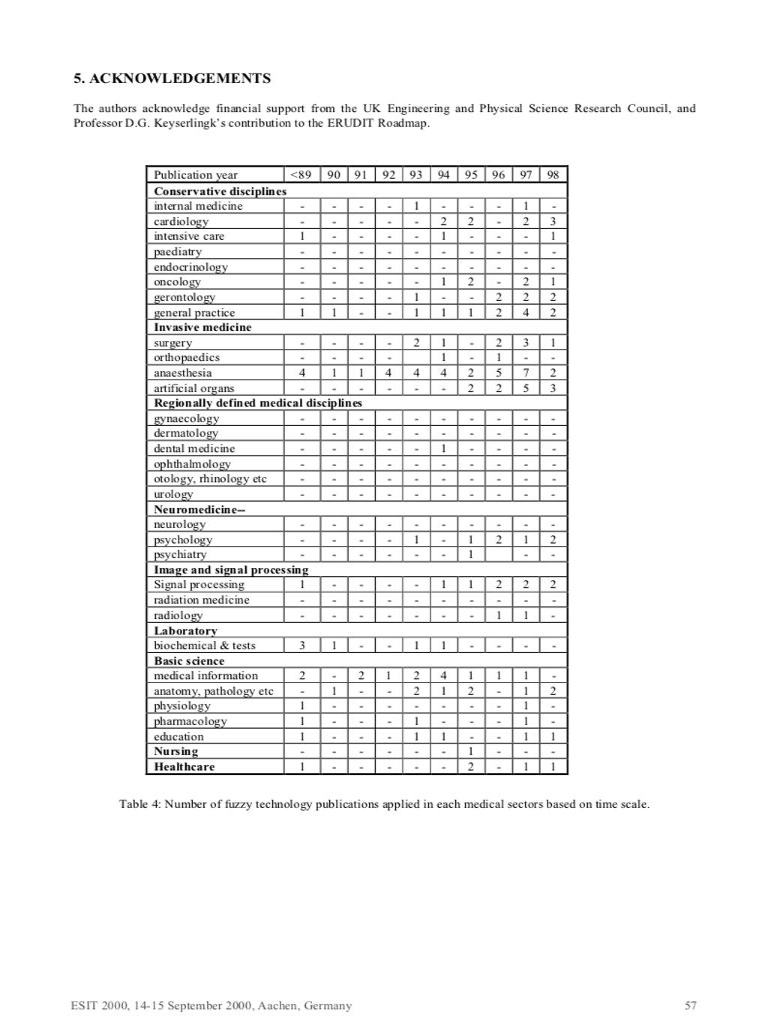 5. ACKNOWLEDGEMENTS
The authors acknowledge financial support from the UK Engineering and Physical Science Research Council, and
Professor D.G. Keyserlingk's contribution to the ERUDIT Roadmap.
Publication year <89 90 91 92 93 94 95 96 97 98
Conservative disciplines
internal medicine - - - - 1 - - - 1 -
cardiology - - - - - 2 2 - 2 3
intensive care 1 - - - - 1 - - - 1
paediatry - - - - - - - - - -
endocrinology - - - - - - - - - -
oncology - - - - - 1 2 - 2 1
gerontology - - - - 1 - - 2 2 2
general practice 1 1 - - 1 1 1 2 4 2
Invasive medicine
surgery - - - - 2 1 - 2 3 1
orthopaedics - - - - 1 - 1 - -
anaesthesia 4 1 1 4 4 4 2 5 7 2
artificial organs - - - - - - 2 2 5 3
Regionally defined medical disciplines
gynaecology - - - - - - - - - -
dermatology - - - - - - - - - -
dental medicine - - - - - 1 - - - -
ophthalmology - - - - - - - - - -
otology, rhinology etc - - - - - - - - - -
urology - - - - - - - - - -
Neuromedicine--
neurology - - - - - - - - - -
psychology - - - - 1 - 1 2 1 2
psychiatry - - - - - - 1 - -
Image and signal processing
Signal processing 1 - - - - 1 1 2 2 2
radiation medicine - - - - - - - - - -
radiology - - - - - - - 1 1 -
Laboratory
biochemical & tests 3 1 - - 1 1 - - - -
Basic science
medical information 2 - 2 1 2 4 1 1 1 -
anatomy, pathology etc - 1 - - 2 1 2 - 1 2
physiology 1 - - - - - - - 1 -
pharmacology 1 - - - 1 - - - 1 -
education 1 - - - 1 1 - - 1 1
Nursing - - - - - - 1 - - -
Healthcare 1 - - - - - 2 - 1 1
Table 4: Number of fuzzy technology publications applied in each medical sectors based on time scale.
ESIT 2000, 14-15 September 2000, Aachen, Germany 57